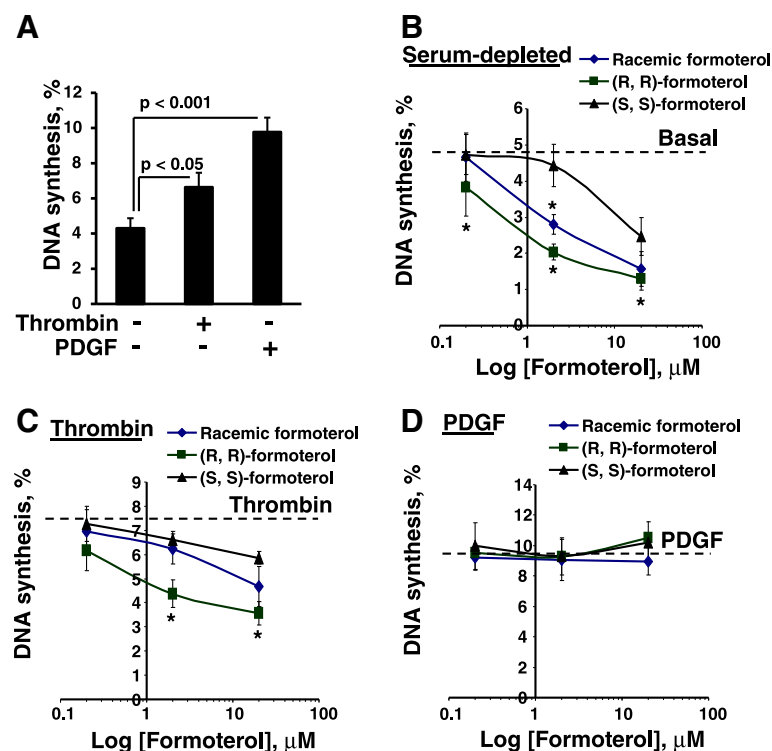 A
DNA synthesis, %
12
10
8
6
4
2
0
p < 0.001
p < 0.05
Thrombin - + -
PDGF - - +
B
Serum-depleted
Racemic formoterol
(R, R)-formoterol
(S, S)-formoterol
DNA synthesis, %
6
5
4
3
2
1
0
Basal
*
*
*
*
0.1 1 10 100
Log [Formoterol], μM
C
Thrombin
Racemic formoterol
(R, R)-formoterol
(S, S)-formoterol
DNA synthesis, %
9
8
7
6
5
4
3
2
1
0
Thrombin
*
*
0.1 1 10 100
Log [Formoterol], μM
D
PDGF
Racemic formoterol
(R, R)-formoterol
(S, S)-formoterol
DNA synthesis, %
14
12
10
8
6
4
2
0
PDGF
0.1 1 10 100
Log [Formoterol], μM